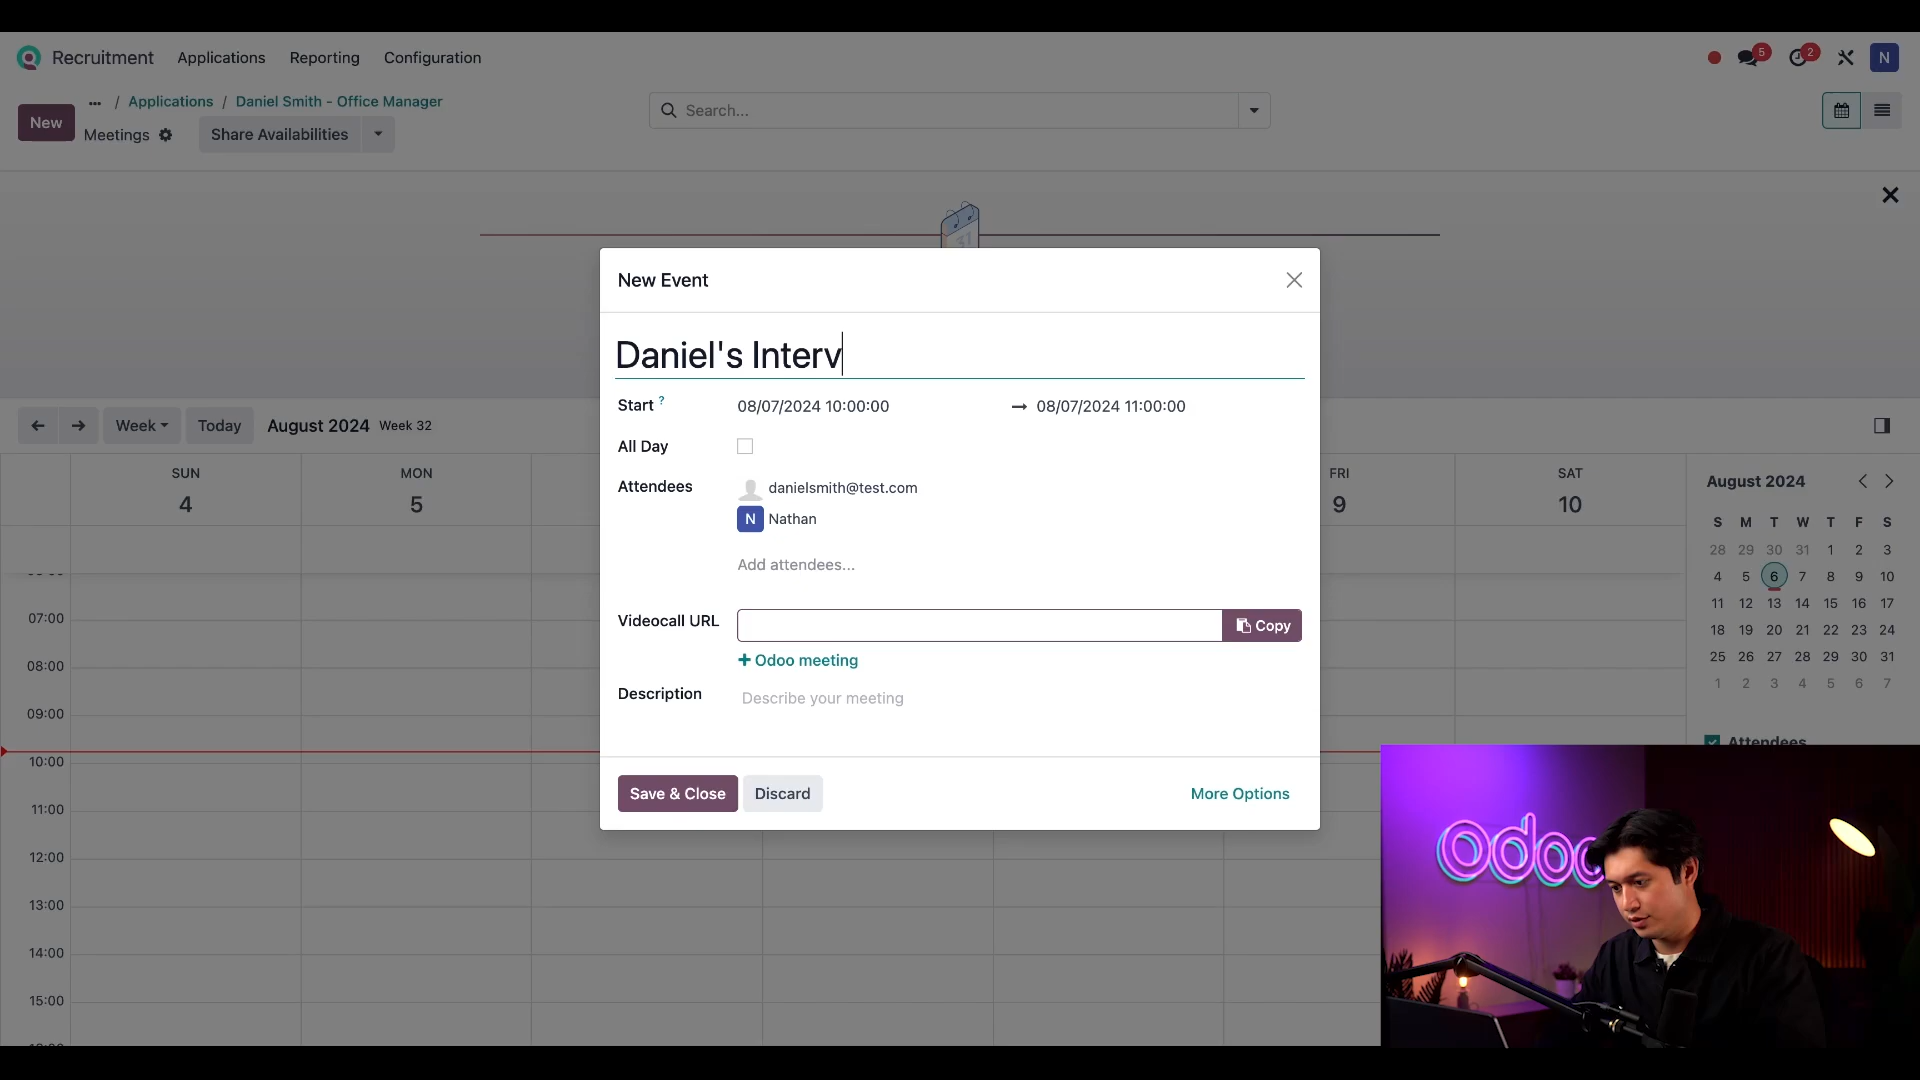 Recruitment Applications Reporting Configuration 5 2 N
New ... / Applications / Daniel Smith - Office Manager
Meetings Share Availabilities
Search...
31
New Event
Daniel's Interv
Start ? 08/07/2024 10:00:00 → 08/07/2024 11:00:00
All Day
Attendees danielsmith@test.com
N Nathan
Add attendees...
Videocall URL Copy
+ Odoo meeting
Description Describe your meeting
Save & Close Discard More Options
← → Week Today August 2024 Week 32
SUN MON FRI SAT
4 5 9 10
07:00
08:00
09:00
10:00
11:00
12:00
13:00
14:00
15:00
August 2024
S M T W T F S
28 29 30 31 1 2 3
4 5 6 7 8 9 10
11 12 13 14 15 16 17
18 19 20 21 22 23 24
25 26 27 28 29 30 31
1 2 3 4 5 6 7
Attendees
odoo